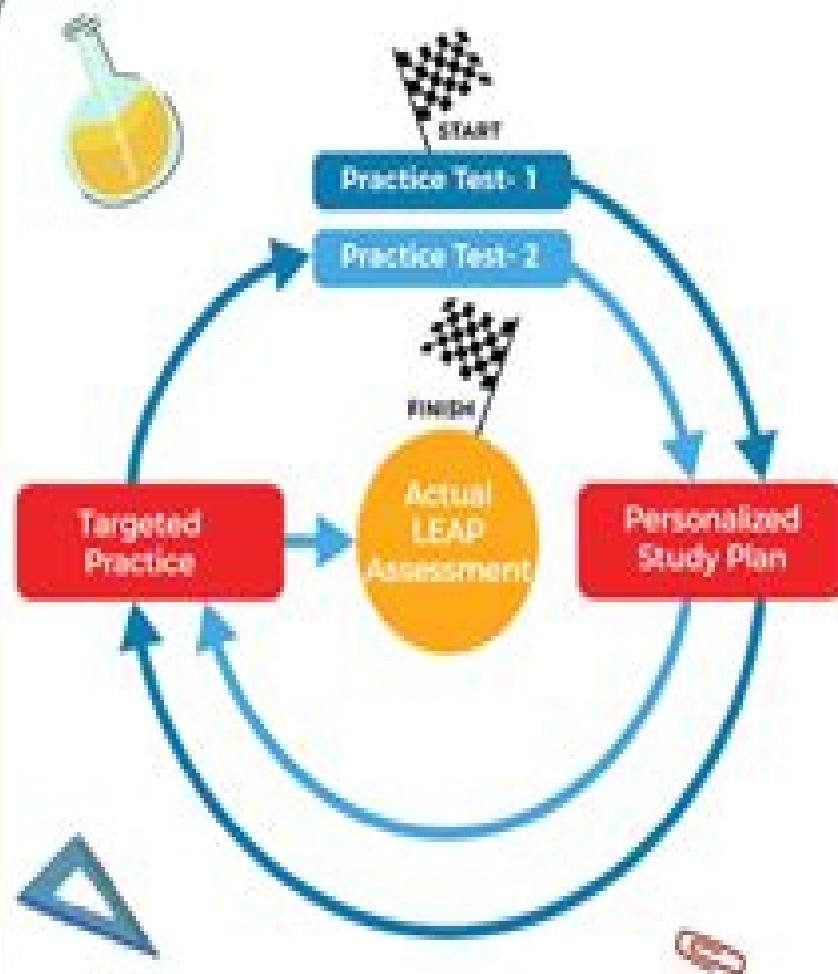 START
Practice Test- 1
Practice Test- 2
FINISH
Actual
LEAP
Assessment
Targeted
Practice
Personalized
Study Plan